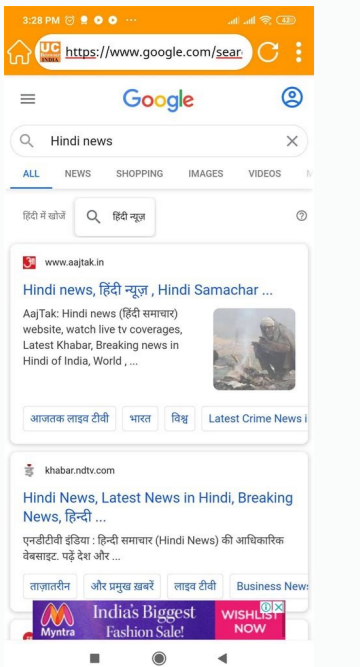 3:28 PM
42
UC
INDIA
https://www.google.com/sear
Google
Hindi news
ALL NEWS SHOPPING IMAGES VIDEOS M
हिंदी में खोजें हिंदी न्यूज़
www.aajtak.in
Hindi news, हिंदी न्यूज़ , Hindi Samachar ...
AajTak: Hindi news (हिंदी समाचार)
website, watch live tv coverages,
Latest Khabar, Breaking news in
Hindi of India, World , ...
आजतक लाइव टीवी भारत विश्व Latest Crime News i
khabar.ndtv.com
Hindi News, Latest News in Hindi, Breaking
News, हिन्दी ...
एनडीटीवी इंडिया : हिन्दी समाचार (Hindi News) की आधिकारिक
वेबसाइट. पढ़ें देश और ...
ताज़ातरीन और प्रमुख ख़बरें लाइव टीवी Business News
Myntra
India's Biggest
Fashion Sale!
WISHLIST
NOW